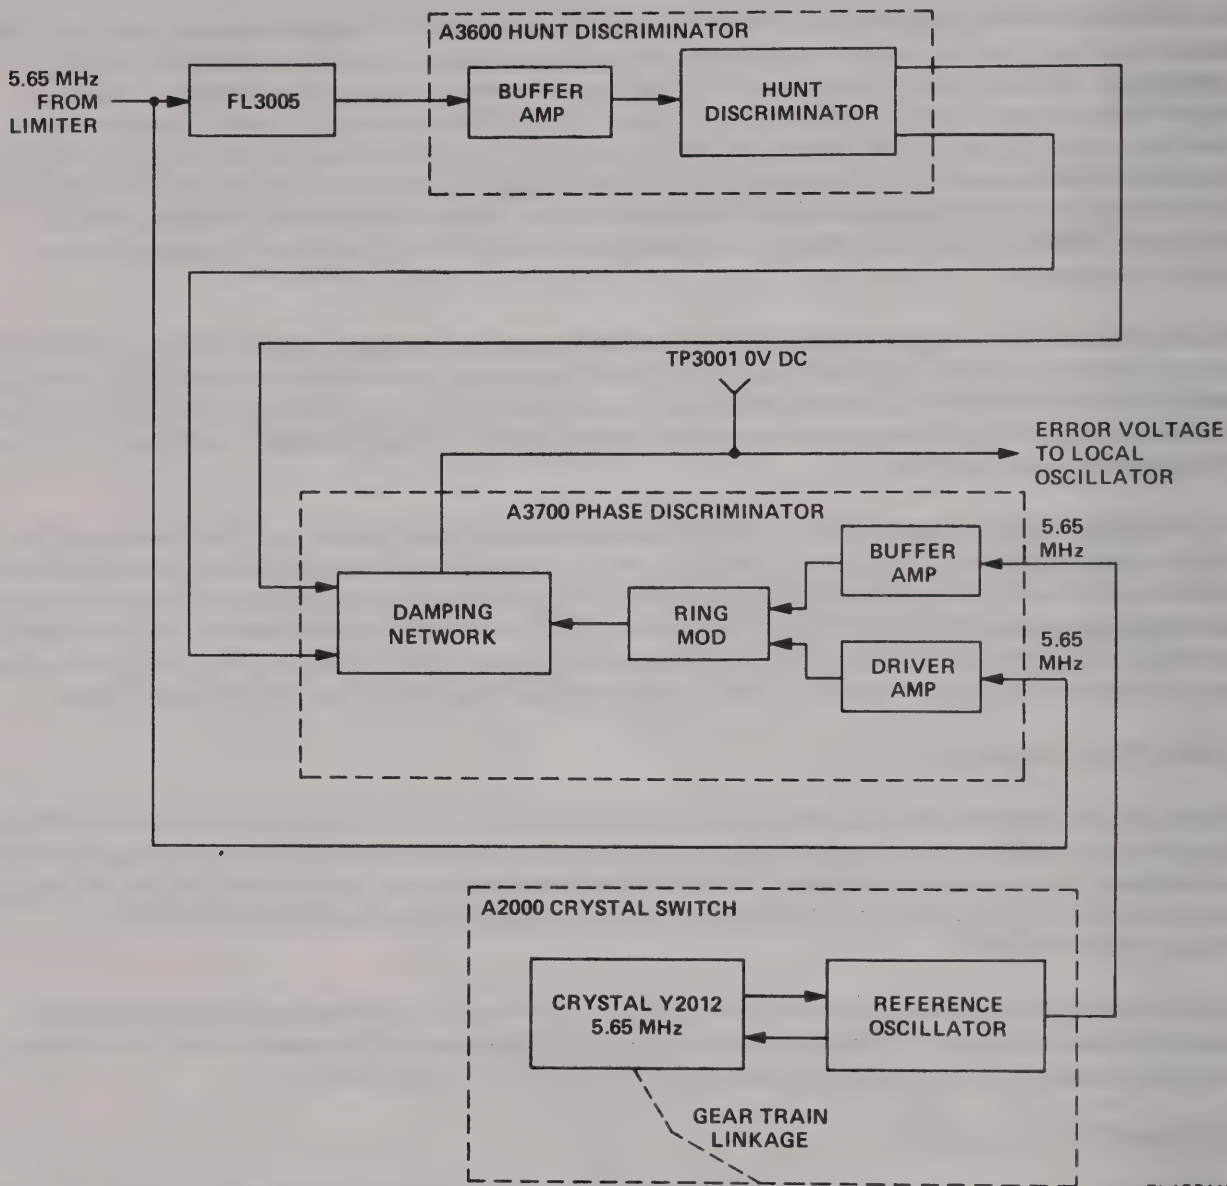 A3600 HUNT DISCRIMINATOR
5.65 MHz
FROM
LIMITER
FL3005
BUFFER
AMP
HUNT
DISCRIMINATOR
TP3001 0V DC
ERROR VOLTAGE
TO LOCAL
OSCILLATOR
A3700 PHASE DISCRIMINATOR
5.65
MHz
BUFFER
AMP
DAMPING
NETWORK
RING
MOD
5.65
MHz
DRIVER
AMP
A2000 CRYSTAL SWITCH
CRYSTAL Y2012
5.65 MHz
REFERENCE
OSCILLATOR
GEAR TRAIN
LINKAGE